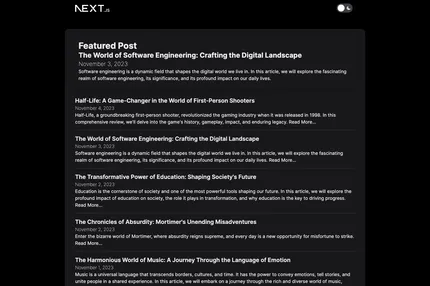 NEXT.JS
Featured Post
The World of Software Engineering: Crafting the Digital Landscape
November 3, 2023
Software engineering is a dynamic field that shapes the digital world we live in. In this article, we will explore the fascinating
realm of software engineering, its significance, and its profound impact on our daily lives.
Half-Life: A Game-Changer in the World of First-Person Shooters
November 4, 2023
Half-Life, a groundbreaking first-person shooter, revolutionized the gaming industry when it was released in 1998. In this
comprehensive review, we'll delve into the game's history, gameplay, impact, and enduring legacy. Read More...
The World of Software Engineering: Crafting the Digital Landscape
November 3, 2023
Software engineering is a dynamic field that shapes the digital world we live in. In this article, we will explore the fascinating
realm of software engineering, its significance, and its profound impact on our daily lives. Read More...
The Transformative Power of Education: Shaping Society's Future
November 2, 2023
Education is the cornerstone of society and one of the most powerful tools shaping our future. In this article, we will explore the
profound impact of education on society, the role it plays in transformation, and why education is the key to driving progress.
Read More...
The Chronicles of Absurdity: Mortimer's Unending Misadventures
November 2, 2023
Enter the bizarre world of Mortimer, where absurdity reigns supreme, and every day is a new opportunity for misfortune to strike.
Read More...
The Harmonious World of Music: A Journey Through the Language of Emotion
November 1, 2023
Music is a universal language that transcends borders, cultures, and time. It has the power to convey emotions, tell stories, and
unite people in a shared experience. In this article, we will embark on a journey through the rich and diverse world of music,